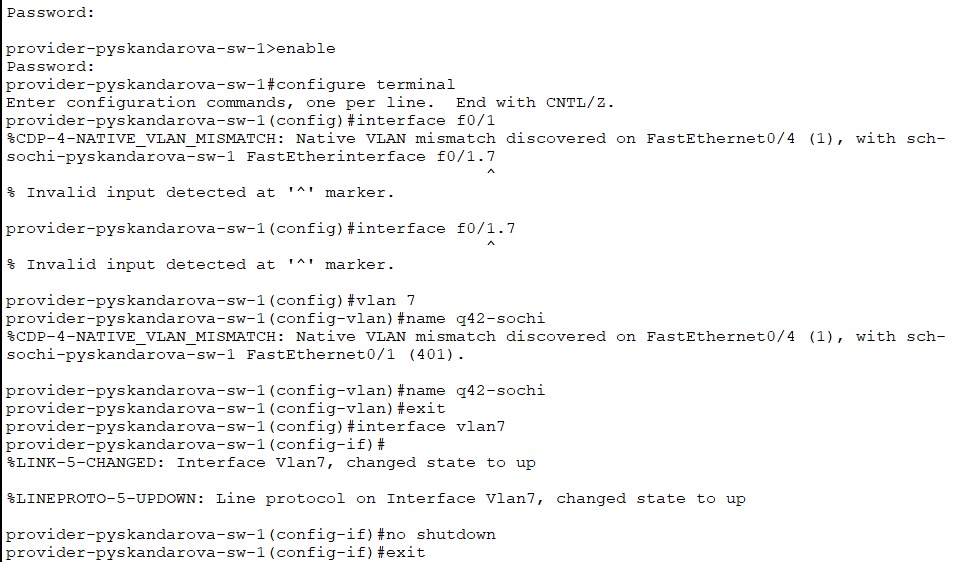 Password:
provider-pyskandarova-sw-1>enable
Password:
provider-pyskandarova-sw-1#configure terminal
Enter configuration commands, one per line.  End with CNTL/Z.
provider-pyskandarova-sw-1(config)#interface f0/1
%CDP-4-NATIVE_VLAN_MISMATCH: Native VLAN mismatch discovered on FastEthernet0/4 (1), with sch-
sochi-pyskandarova-sw-1 FastEtherinterface f0/1.7
^
% Invalid input detected at '^' marker.
provider-pyskandarova-sw-1(config)#interface f0/1.7
^
% Invalid input detected at '^' marker.
provider-pyskandarova-sw-1(config)#vlan 7
provider-pyskandarova-sw-1(config-vlan)#name q42-sochi
%CDP-4-NATIVE_VLAN_MISMATCH: Native VLAN mismatch discovered on FastEthernet0/4 (1), with sch-
sochi-pyskandarova-sw-1 FastEthernet0/1 (401).
provider-pyskandarova-sw-1(config-vlan)#name q42-sochi
provider-pyskandarova-sw-1(config-vlan)#exit
provider-pyskandarova-sw-1(config)#interface vlan7
provider-pyskandarova-sw-1(config-if)#
%LINK-5-CHANGED: Interface Vlan7, changed state to up
%LINEPROTO-5-UPDOWN: Line protocol on Interface Vlan7, changed state to up
provider-pyskandarova-sw-1(config-if)#no shutdown
provider-pyskandarova-sw-1(config-if)#exit